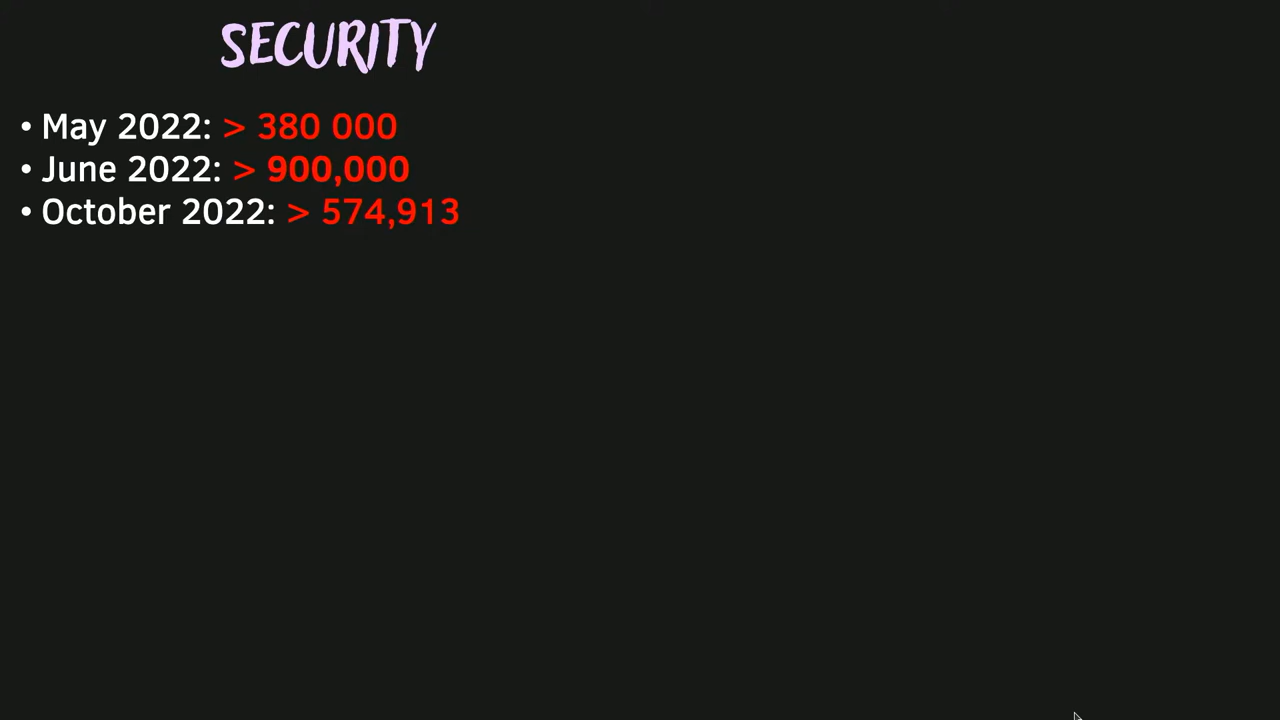 SECURITY
• May 2022: > 380 000
• June 2022: > 900,000
• October 2022: > 574,913